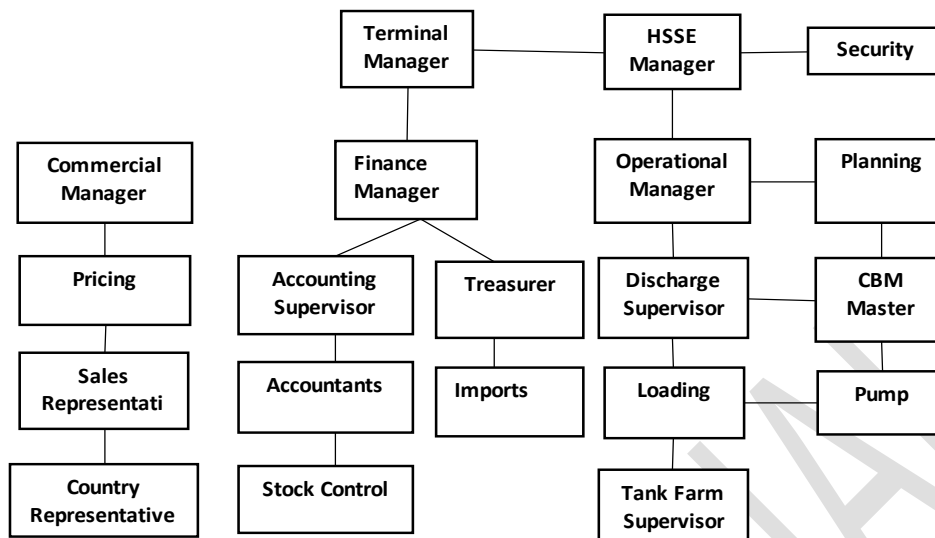 Terminal
Manager
HSSE
Manager
Security
Commercial
Manager
Finance
Manager
Operational
Manager
Planning
Pricing
Accounting
Supervisor
Treasurer
Discharge
Supervisor
CBM
Master
Sales
Representati
Accountants
Imports
Loading
Pump
Country
Representative
Stock Control
Tank Farm
Supervisor